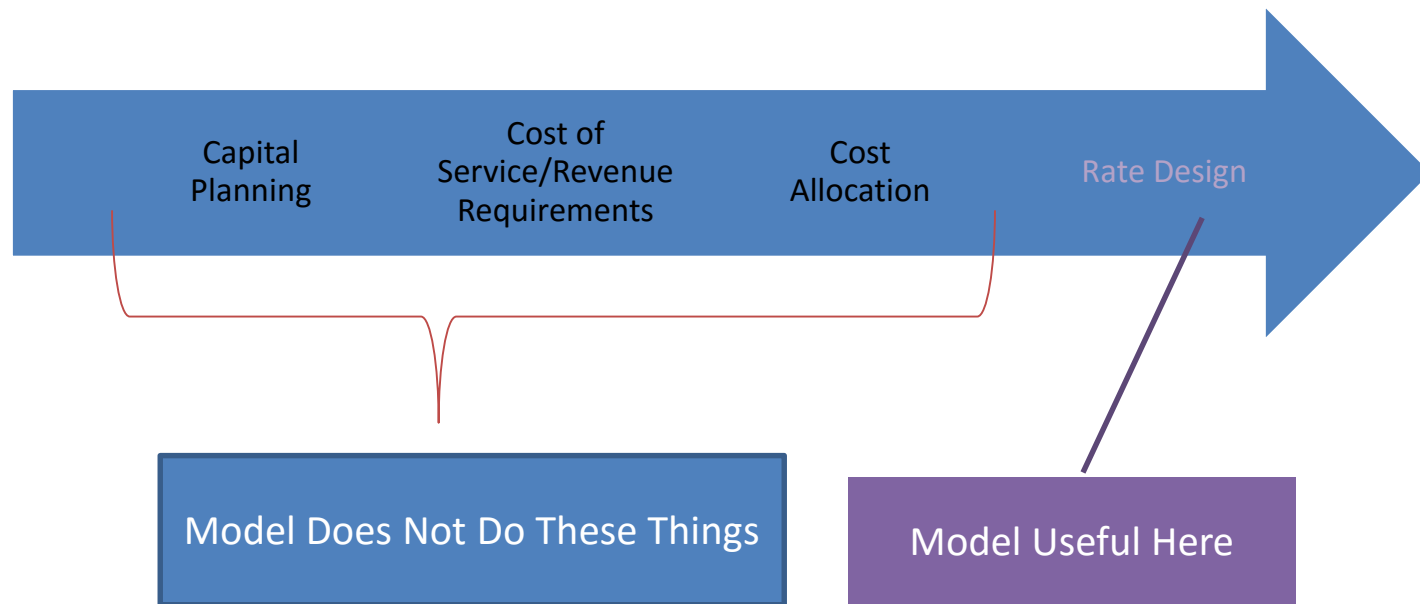 Capital
Planning
Cost of
Service/Revenue
Requirements
Cost
Allocation
Rate Design
Model Does Not Do These Things
Model Useful Here